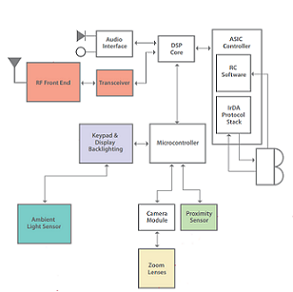 Audio
Interface
DSP
Core
ASIC
Controller
RC
Software
IrDA
Protocol
Stack
RF Front End
Transceiver
Keypad &
Display
Backlighting
Microcontroller
Ambient
Light Sensor
Camera
Module
Proximity
Sensor
Zoom
Lenses